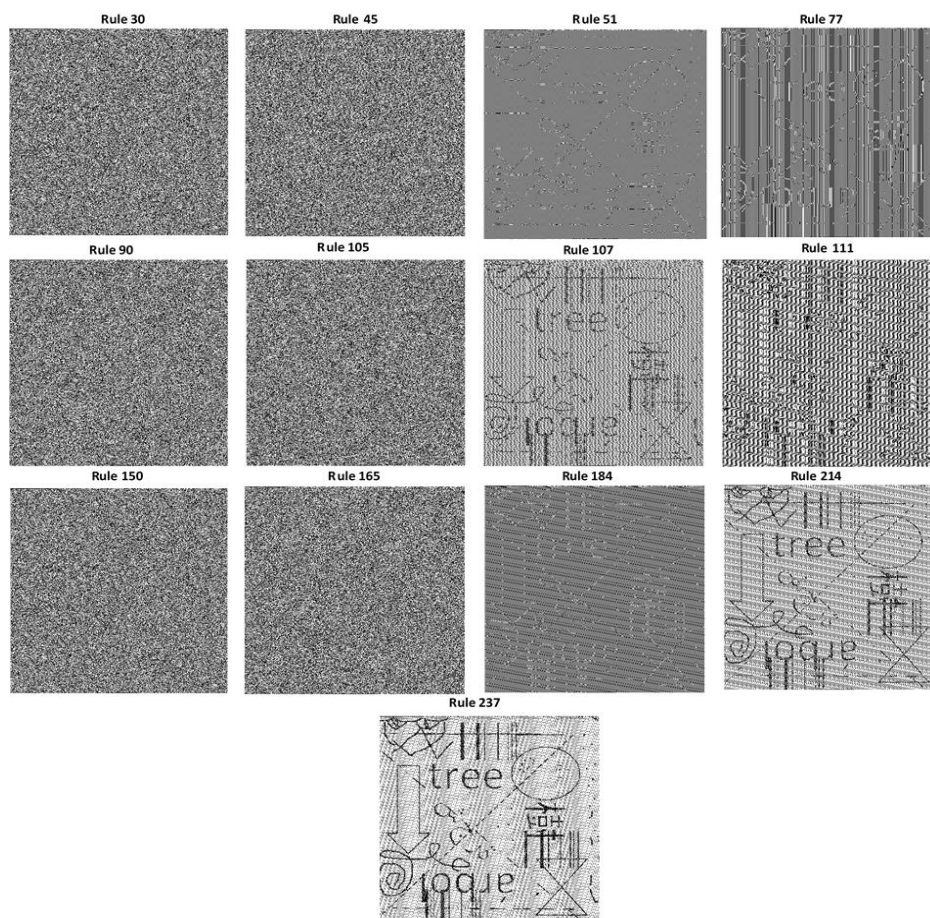 Rule 30
Rule 45
Rule 51
Rule 77
Rule 90
Rule 105
Rule 107
tree
Rule 111
Rule 150
Rule 165
Rule 184
Rule 214
tree
Rule 237
tree